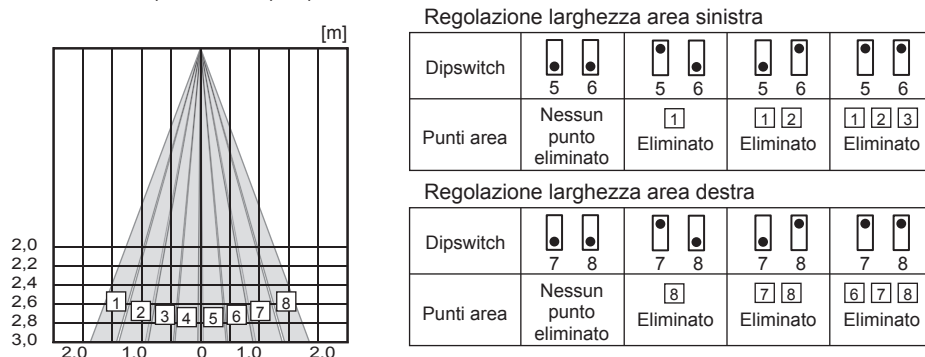 [m]
2,0
2,2
2,4
2,6
2,8
3,0
1 2 3 4 5 6 7 8
2,0 1,0 0 1,0 2,0
Regolazione larghezza area sinistra
Dipswitch
5 6 5 6 5 6 5 6
Punti area
Nessun
punto
eliminato
1
Eliminato
1 2
Eliminato
1 2 3
Eliminato
Regolazione larghezza area destra
Dipswitch
7 8 7 8 7 8 7 8
Punti area
Nessun
punto
eliminato
8
Eliminato
7 8
Eliminato
6 7 8
Eliminato